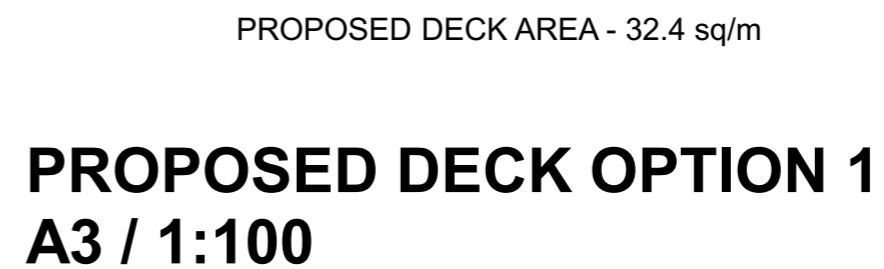 PROPOSED DECK AREA - 32.4 sq/m
PROPOSED DECK OPTION 1
A3 / 1:100